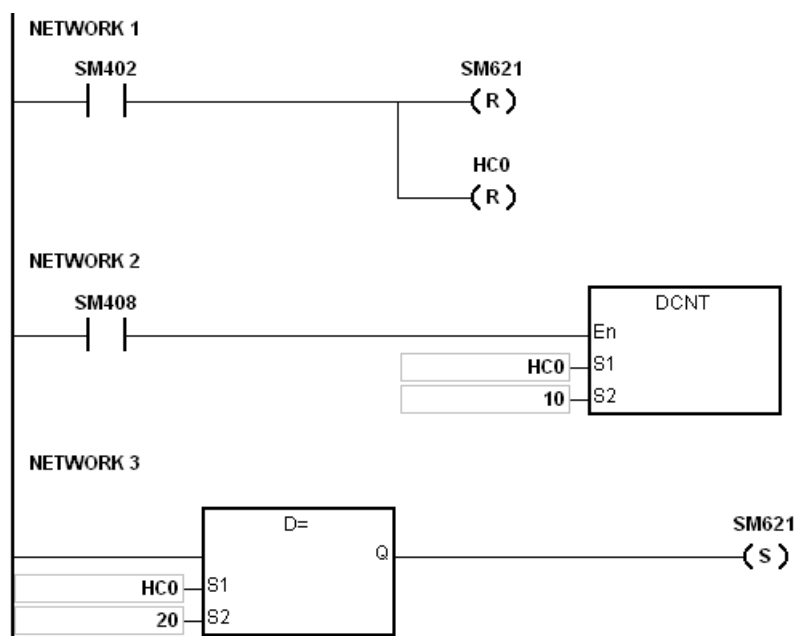 NETWORK 1
SM402
SM621
( R )
HC0
( R )
NETWORK 2
SM408
DCNT
En
HC0 S1
10 S2
NETWORK 3
D=
SM621
Q
( S )
HC0 S1
20 S2